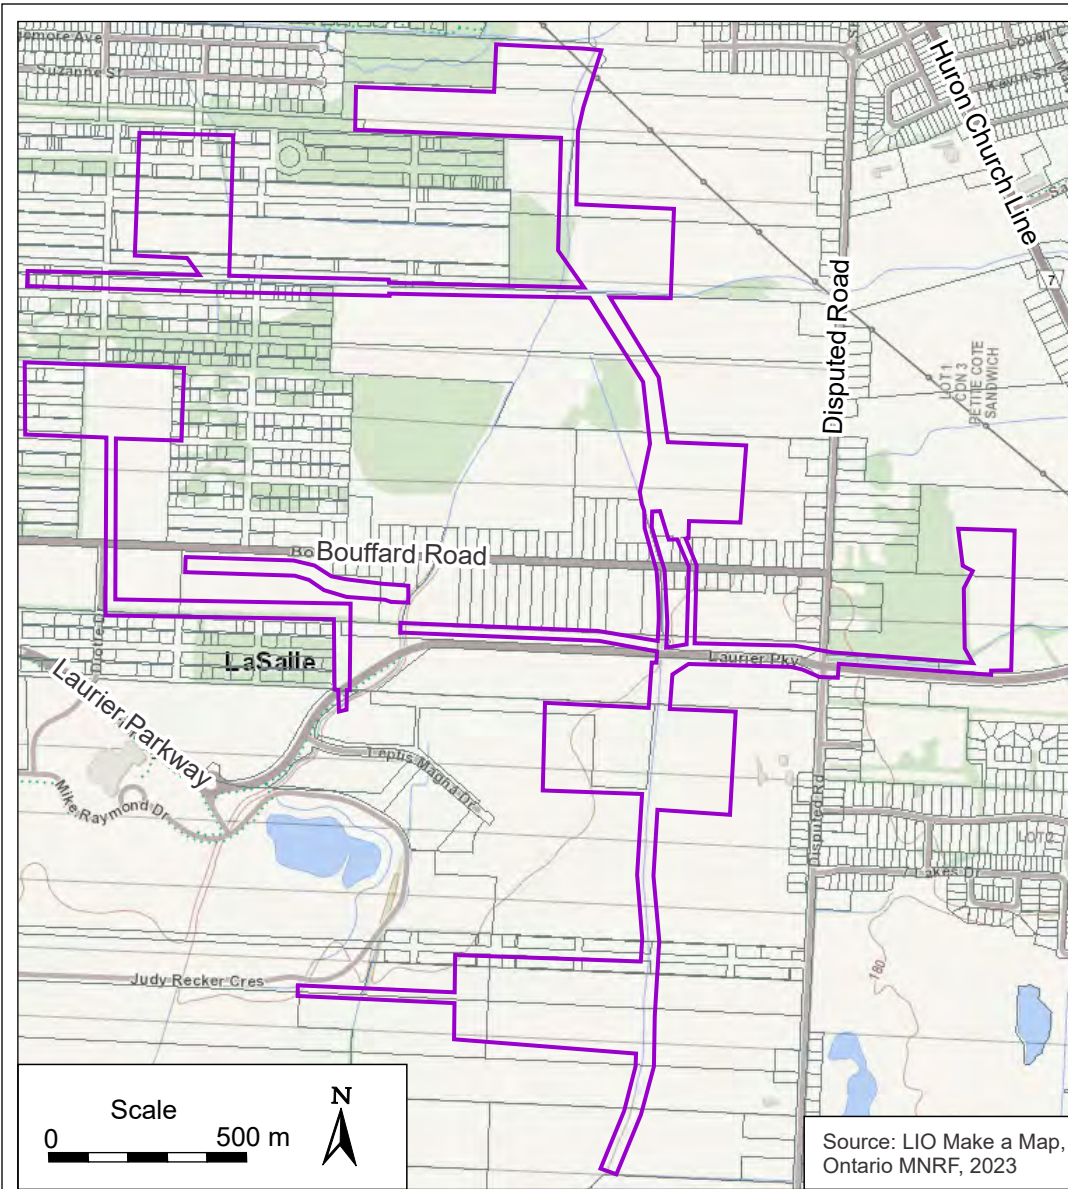 Suzanne St
Huron Church Line
7
Disputed Road
LOT 1
CON 3
PETITE COTE
SANDWICH
Bouffard Road
LaSalle
Laurier Pky
Laurier Parkway
Leptis Magna Dr
Mike Raymond Dr
Disputed Rd
LOT2
Lakes Dr
Judy Recker Cres
180
Scale
0 500 m
N
Source: LIO Make a Map,
Ontario MNRF, 2023